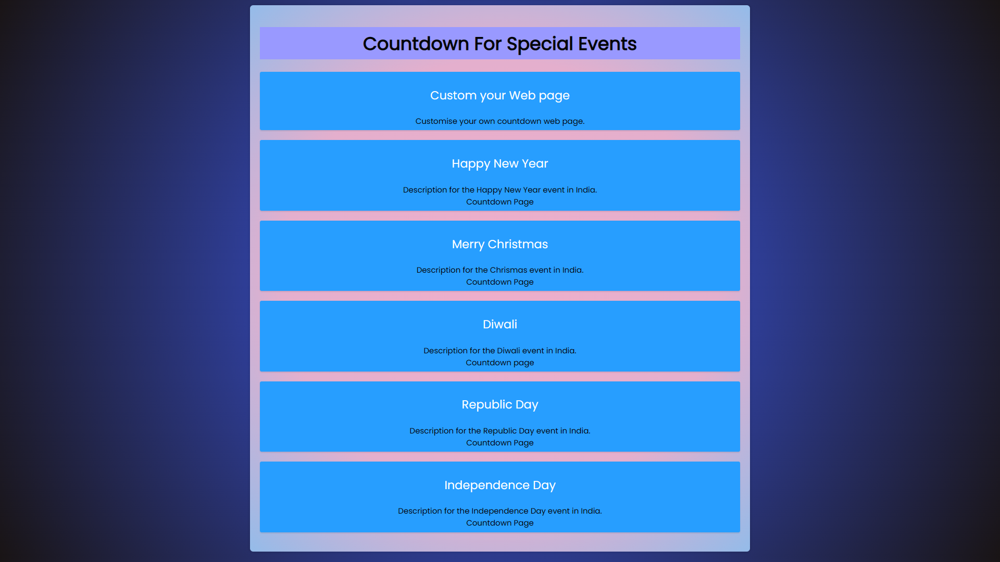 Countdown For Special Events
Custom your Web page
Customise your own countdown web page.
Happy New Year
Description for the Happy New Year event in India.
Countdown Page
Merry Christmas
Description for the Chrismas event in India.
Countdown Page
Diwali
Description for the Diwali event in India.
Countdown page
Republic Day
Description for the Republic Day event in India.
Countdown Page
Independence Day
Description for the Independence Day event in India.
Countdown Page